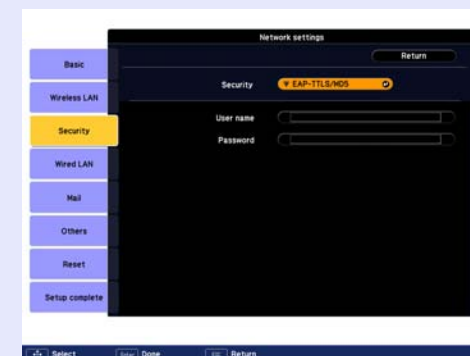 Network settings
Return
Basic
Security ▼ EAP-TTLS/MD5
Wireless LAN
User name
Security
Password
Wired LAN
Mail
Others
Reset
Setup complete
Select Enter Done Esc Return